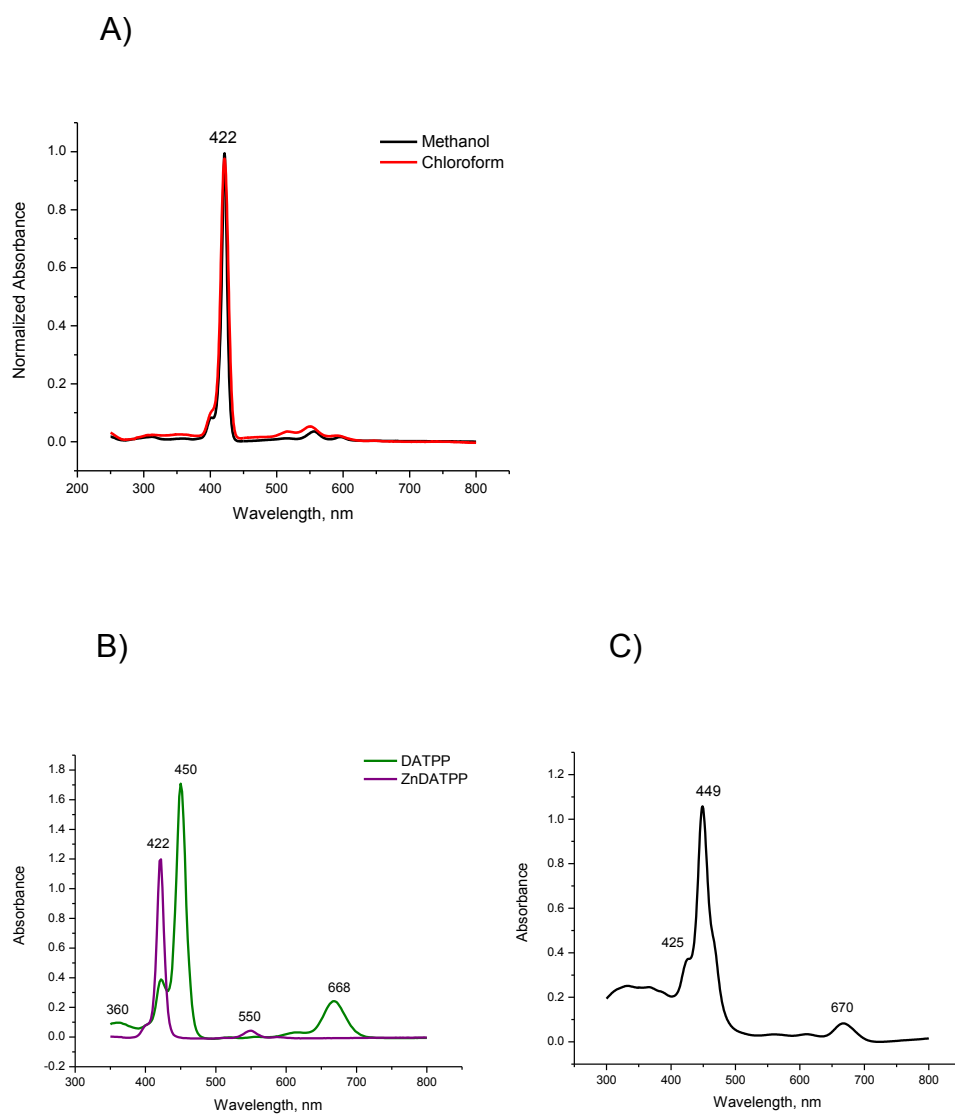 A)
422
Methanol
Chloroform
1.0
0.8
0.6
0.4
0.2
0.0
Normalized Absorbance
200 300 400 500 600 700 800
Wavelength, nm
B)
450
DATPP
ZnDATPP
422
360
550
668
1.8
1.6
1.4
1.2
1.0
0.8
0.6
0.4
0.2
0.0
-0.2
Absorbance
300 400 500 600 700 800
Wavelength, nm
C)
449
425
670
1.2
1.0
0.8
0.6
0.4
0.2
0.0
Absorbance
300 400 500 600 700 800
Wavelength, nm